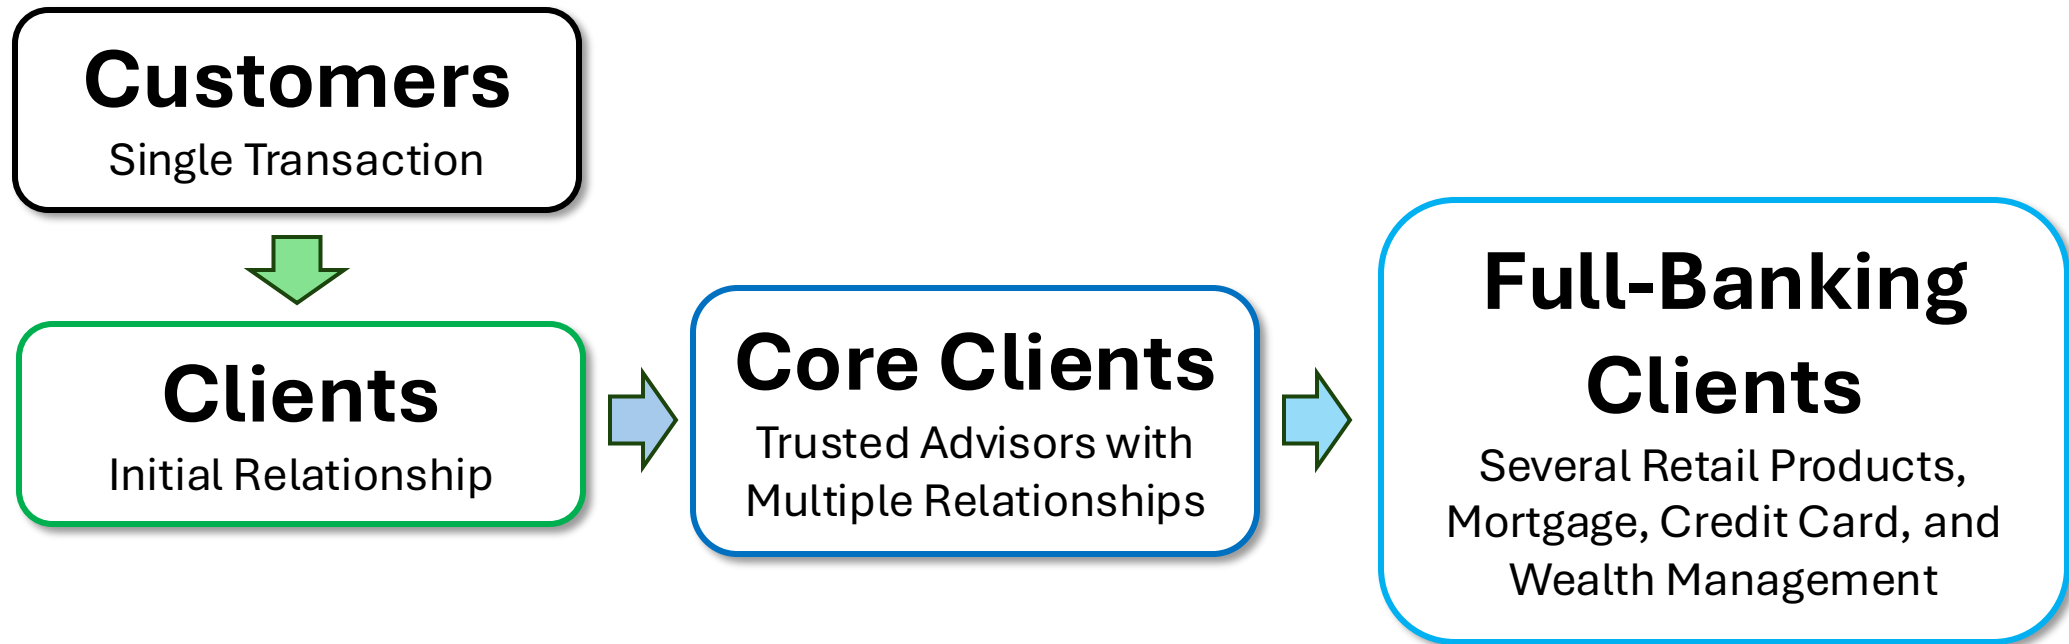 Customers
Single Transaction
Clients
Initial Relationship
Core Clients
Trusted Advisors with
Multiple Relationships
Full-Banking
Clients
Several Retail Products,
Mortgage, Credit Card, and
Wealth Management